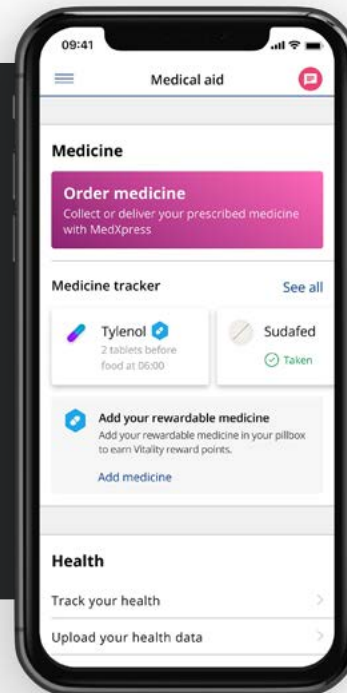 09:41
Medical aid
Medicine
Order medicine
Collect or deliver your prescribed medicine
with MedXpress
Medicine tracker See all
Tylenol
2 tablets before
food at 06:00
Sudafed
Taken
Add your rewardable medicine
Add your rewardable medicine in your pillbox
to earn Vitality reward points.
Add medicine
Health
Track your health
Upload your health data